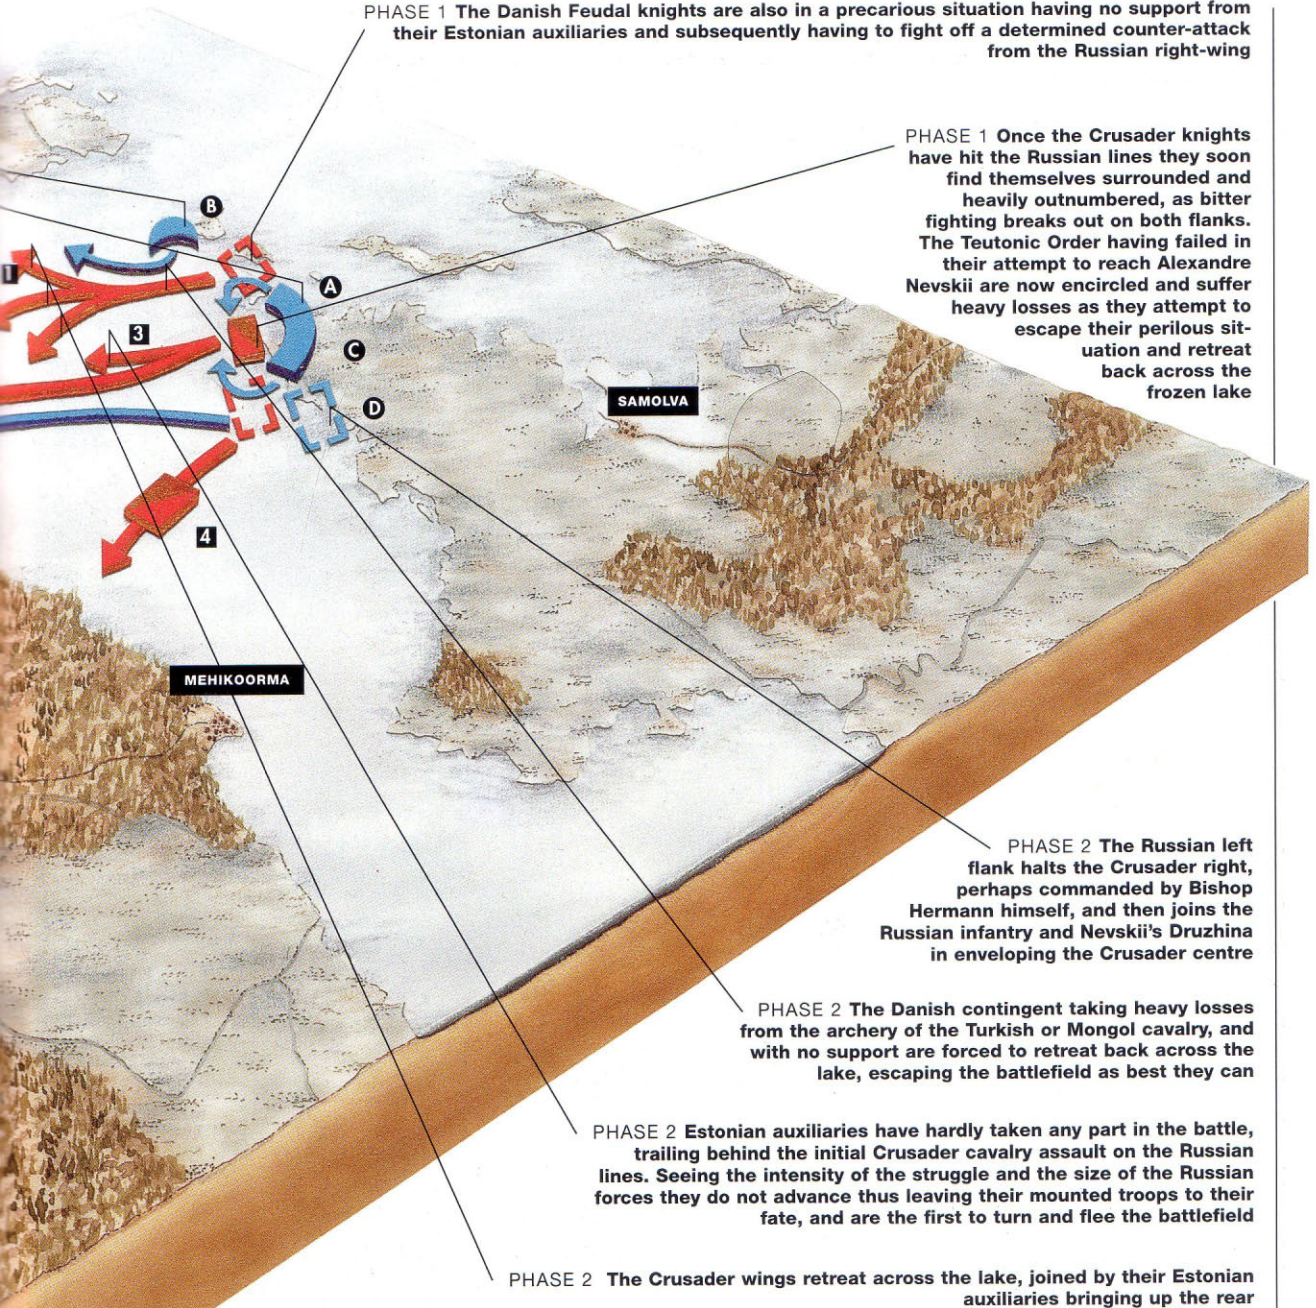 PHASE 1 The Danish Feudal knights are also in a precarious situation having no support from
their Estonian auxiliaries and subsequently having to fight off a determined counter-attack
from the Russian right-wing
PHASE 1 Once the Crusader knights
have hit the Russian lines they soon
find themselves surrounded and
heavily outnumbered, as bitter
fighting breaks out on both flanks.
The Teutonic Order having failed in
their attempt to reach Alexandre
Nevskii are now encircled and suffer
heavy losses as they attempt to
escape their perilous sit-
uation and retreat
back across the
frozen lake
B
1
A
3
C
SAMOLVA
D
4
MEHIKOORMA
PHASE 2 The Russian left
flank halts the Crusader right,
perhaps commanded by Bishop
Hermann himself, and then joins the
Russian infantry and Nevskii's Druzhina
in enveloping the Crusader centre
PHASE 2 The Danish contingent taking heavy losses
from the archery of the Turkish or Mongol cavalry, and
with no support are forced to retreat back across the
lake, escaping the battlefield as best they can
PHASE 2 Estonian auxiliaries have hardly taken any part in the battle,
trailing behind the initial Crusader cavalry assault on the Russian
lines. Seeing the intensity of the struggle and the size of the Russian
forces they do not advance thus leaving their mounted troops to their
fate, and are the first to turn and flee the battlefield
PHASE 2 The Crusader wings retreat across the lake, joined by their Estonian
auxiliaries bringing up the rear